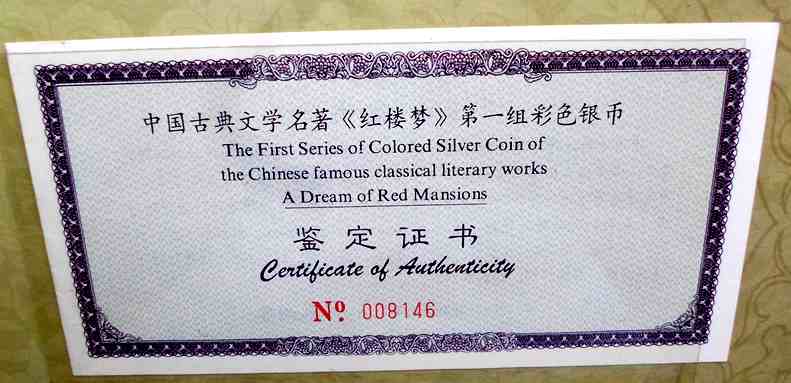 中国古典文学名著《红楼梦》第一组彩色银币
The First Series of Colored Silver Coin of
the Chinese famous classical literary works
A Dream of Red Mansions
鉴定证书
Certificate of Authenticity
Nº 008146